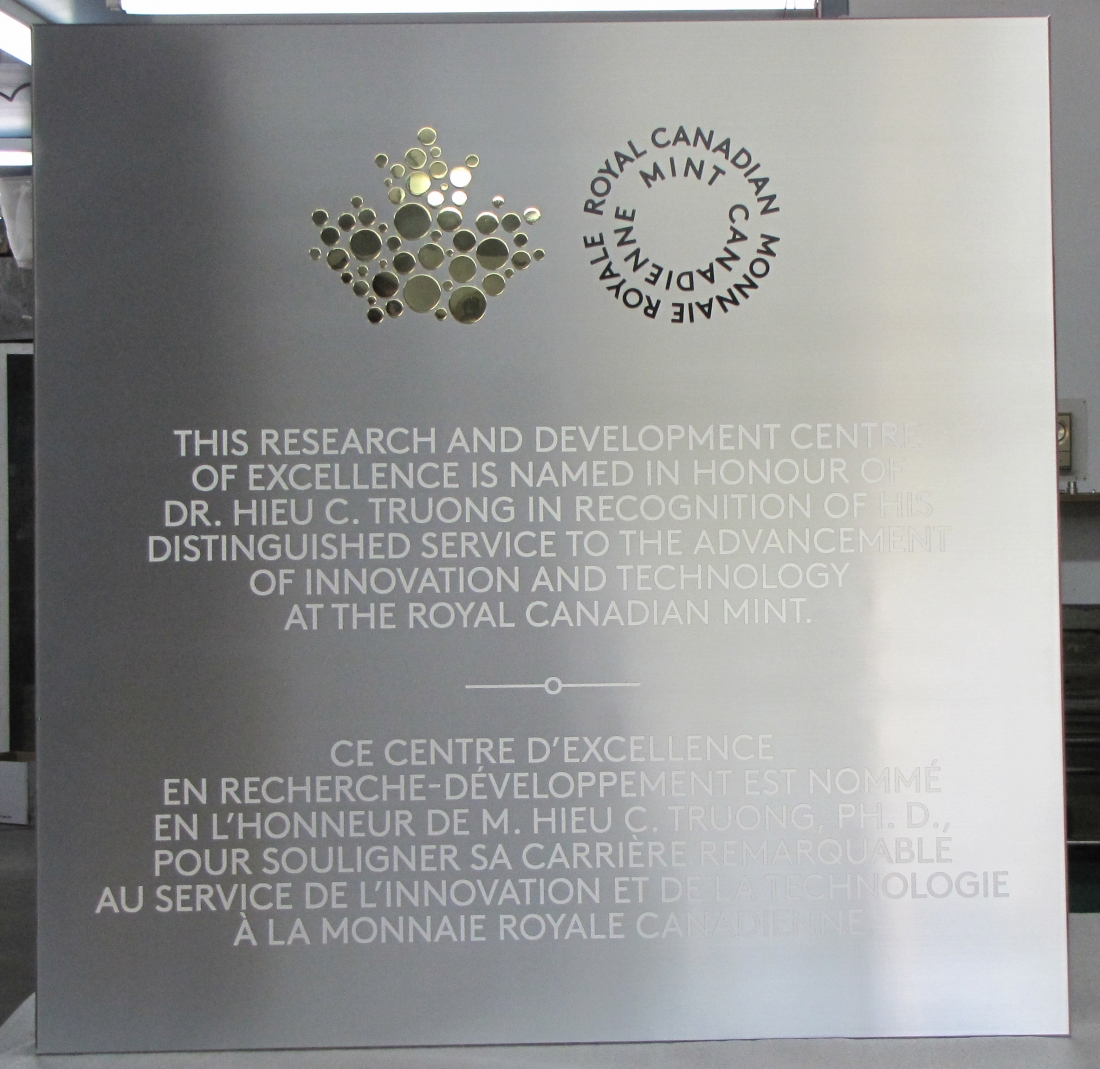 ROYAL CANADIAN MINT
MONNAIE ROYALE CANADIENNE
THIS RESEARCH AND DEVELOPMENT CENTRE
OF EXCELLENCE IS NAMED IN HONOUR OF
DR. HIEU C. TRUONG IN RECOGNITION OF HIS
DISTINGUISHED SERVICE TO THE ADVANCEMENT
OF INNOVATION AND TECHNOLOGY
AT THE ROYAL CANADIAN MINT.
CE CENTRE D'EXCELLENCE
EN RECHERCHE-DÉVELOPPEMENT EST NOMMÉ
EN L'HONNEUR DE M. HIEU C. TRUONG, PH. D.,
POUR SOULIGNER SA CARRIÈRE REMARQUABLE
AU SERVICE DE L'INNOVATION ET DE LA TECHNOLOGIE
À LA MONNAIE ROYALE CANADIENNE.